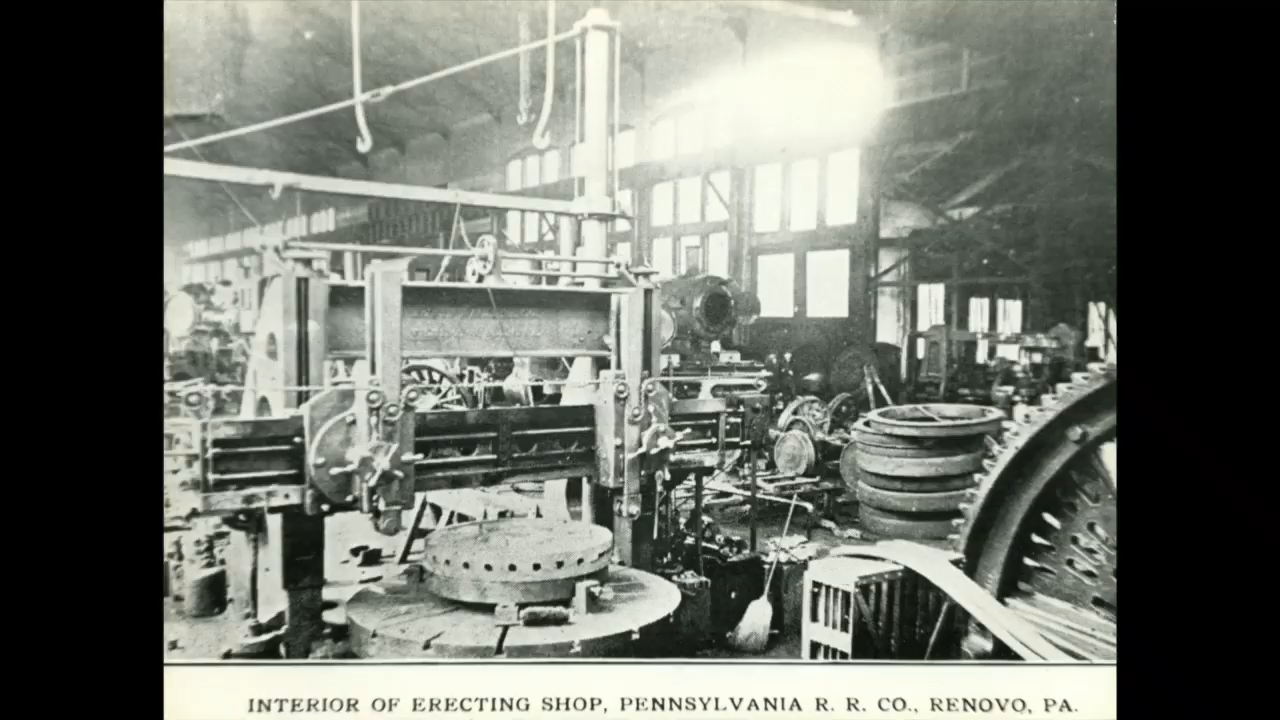 INTERIOR OF ERECTING SHOP, PENNSYLVANIA R. R. CO., RENOVO, PA.